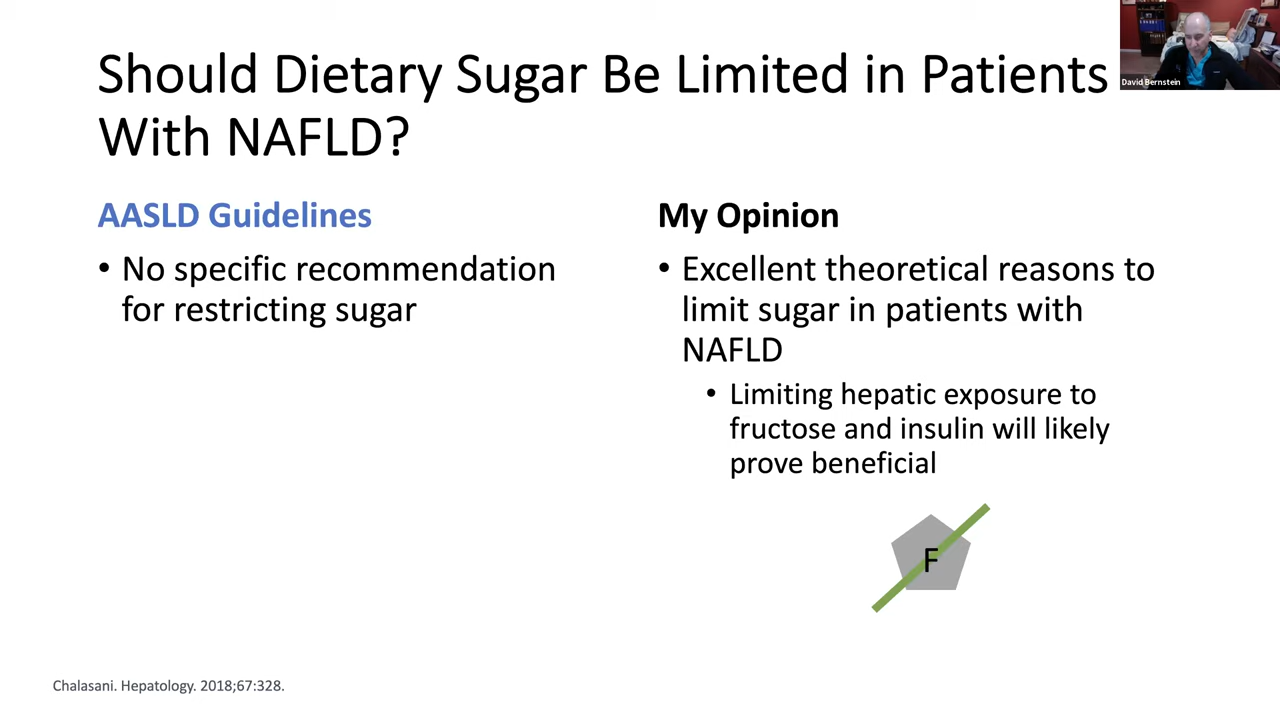 Should Dietary Sugar Be Limited in Patients
With NAFLD?
David Bernstein
AASLD Guidelines
• No specific recommendation
for restricting sugar
My Opinion
• Excellent theoretical reasons to
limit sugar in patients with
NAFLD
• Limiting hepatic exposure to
fructose and insulin will likely
prove beneficial
F
Chalasani. Hepatology. 2018;67:328.